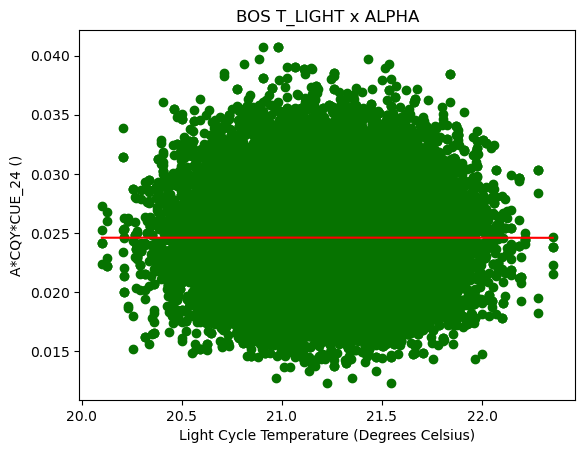 BOS T_LIGHT x ALPHA
0.040
0.035
0.030
0.025
0.020
0.015
A*CQY*CUE_24 ()
20.0 20.5 21.0 21.5 22.0
Light Cycle Temperature (Degrees Celsius)